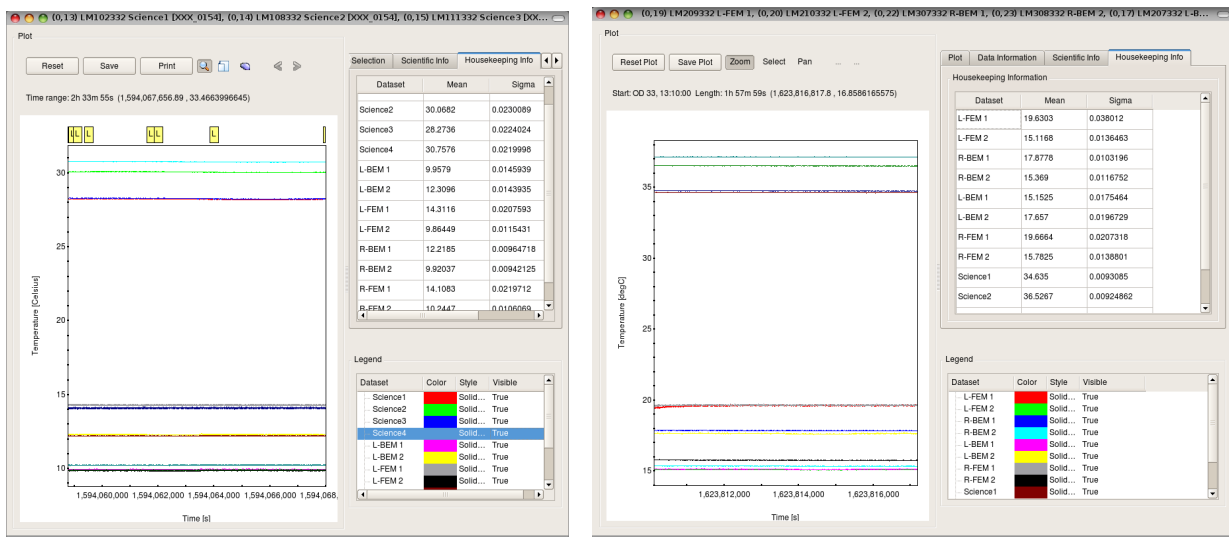 (0,13) LM102332 Science1 [XXX_0154], (0,14) LM108332 Science2 [XXX_0154], (0,15) LM111332 Science3 [XX...
Plot
Reset Save Print
Time range: 2h 33m 55s (1,594,067,656.89 , 33.4663996645)
L L L L L L
30
25
20
15
10
Temperature [Celsius]
1,594,060,000 1,594,062,000 1,594,064,000 1,594,066,000 1,594,068,
Time [s]
Selection Scientific Info Housekeeping Info
Dataset Mean Sigma
Science2 30.0682 0.0230089
Science3 28.2736 0.0224024
Science4 30.7576 0.0219998
L-BEM 1 9.9579 0.0145939
L-BEM 2 12.3096 0.0143935
L-FEM 1 14.3116 0.0207593
L-FEM 2 9.86449 0.0115431
R-BEM 1 12.2185 0.00964718
R-BEM 2 9.92037 0.00942125
R-FEM 1 14.1083 0.0219712
R-FEM 2 10.2447 0.0106069
Legend
Dataset Color Style Visible
Science1 Solid... True
Science2 Solid... True
Science3 Solid... True
Science4 Solid... True
L-BEM 1 Solid... True
L-BEM 2 Solid... True
L-FEM 1 Solid... True
L-FEM 2 Solid... True
(0,19) LM209332 L-FEM 1, (0,20) LM210332 L-FEM 2, (0,22) LM307332 R-BEM 1, (0,23) LM308332 R-BEM 2, (0,17) LM207332 L-B...
Plot
Reset Plot Save Plot Zoom Select Pan ... ...
Start: OD 33, 13:10:00 Length: 1h 57m 59s (1,623,816,817.8 , 16.8586165575)
35
30
25
20
15
Temperature [degC]
1,623,812,000 1,623,814,000 1,623,816,000
Time [s]
Plot Data Information Scientific Info Housekeeping Info
Housekeeping Information
Dataset Mean Sigma
L-FEM 1 19.6303 0.038012
L-FEM 2 15.1168 0.0136463
R-BEM 1 17.8778 0.0103196
R-BEM 2 15.369 0.0116752
L-BEM 1 15.1525 0.0175464
L-BEM 2 17.657 0.0196729
R-FEM 1 19.6664 0.0207318
R-FEM 2 15.7825 0.0138801
Science1 34.635 0.0093085
Science2 36.5267 0.00924862
Legend
Dataset Color Style Visible
L-FEM 1 Solid... True
L-FEM 2 Solid... True
R-BEM 1 Solid... True
R-BEM 2 Solid... True
L-BEM 1 Solid... True
L-BEM 2 Solid... True
R-FEM 1 Solid... True
R-FEM 2 Solid... True
Science1 Solid... True